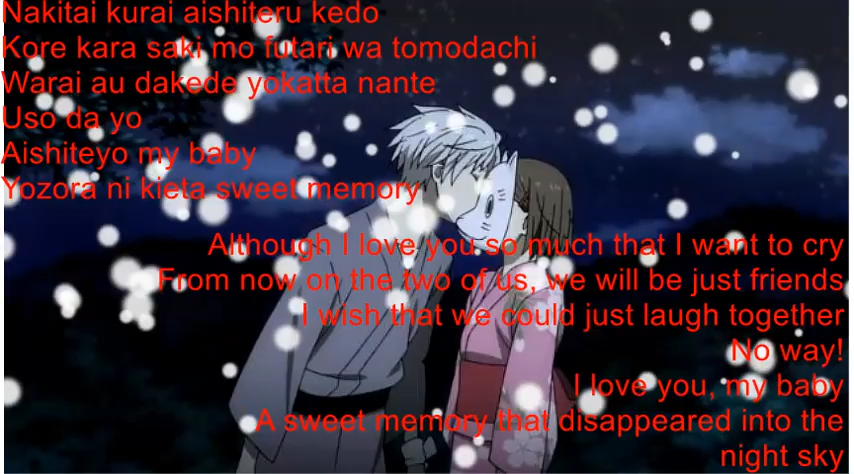 Nakitai kurai aishiteru kedo
Kore kara saki mo futari wa tomodachi
Warai au dakede yokatta nante
Uso da yo
Aishiteyo my baby
Yozora ni kieta sweet memory
Although I love you so much that I want to cry
From now on the two of us, we will be just friends
I wish that we could just laugh together
No way!
I love you, my baby
A sweet memory that disappeared into the
night sky